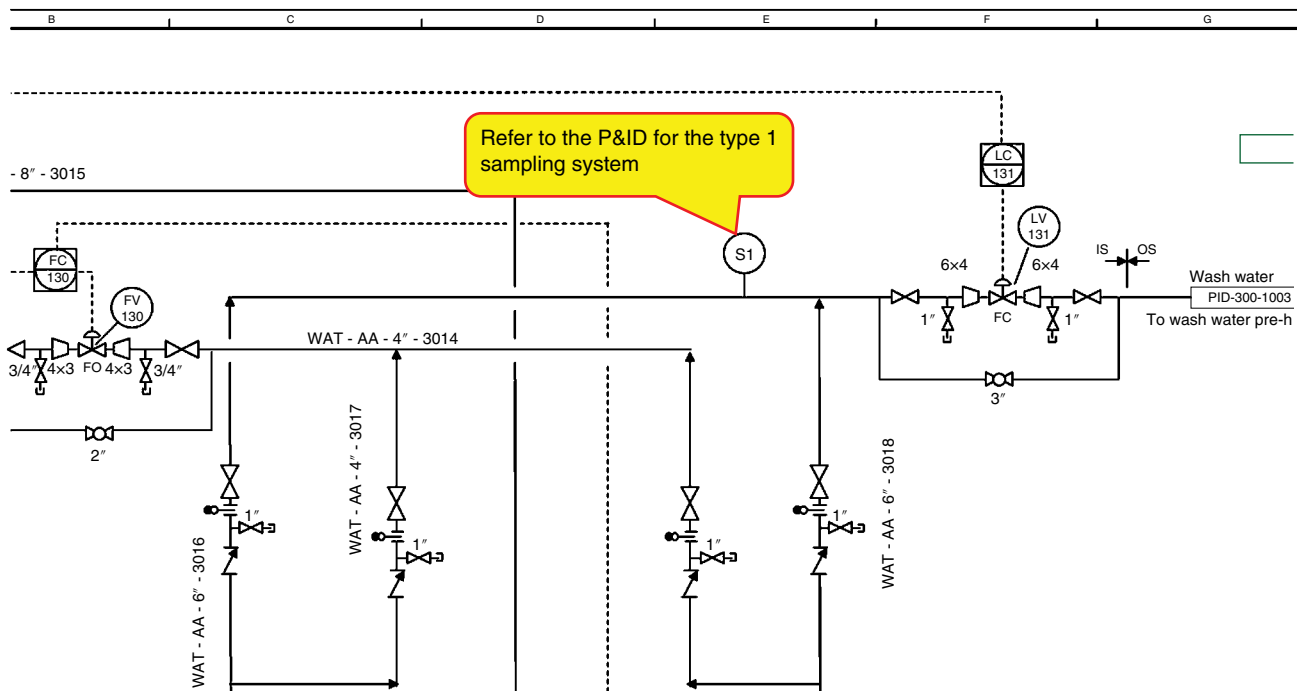 B
C
D
E
F
G
Refer to the P&ID for the type 1
sampling system
LC
131
- 8″ - 3015
LV
131
S1
FC
130
6×4
6×4
IS
OS
Wash water
PID-300-1003
To wash water pre-h
FV
130
1″
FC
1″
WAT - AA - 4″ - 3014
3/4″
4×3
FO
4×3
3/4″
3″
2″
WAT - AA - 4″ - 3017
WAT - AA - 6″ - 3018
1″
1″
1″
1″
WAT - AA - 6″ - 3016